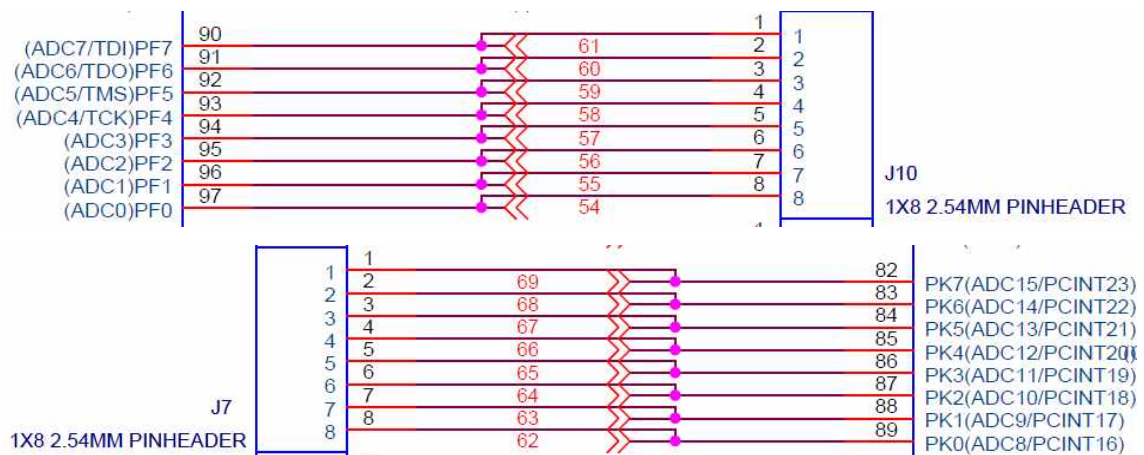 (ADC7/TDI)PF7 90 61 1 1
(ADC6/TDO)PF6 91 60 2 2
(ADC5/TMS)PF5 92 59 3 3
(ADC4/TCK)PF4 93 58 4 4
(ADC3)PF3 94 57 5 5
(ADC2)PF2 95 56 6 6
(ADC1)PF1 96 55 7 7
(ADC0)PF0 97 54 8 8
J10
1X8 2.54MM PINHEADER
1 1 69 82 PK7(ADC15/PCINT23)
2 2 68 83 PK6(ADC14/PCINT22)
3 3 67 84 PK5(ADC13/PCINT21)
4 4 66 85 PK4(ADC12/PCINT20)
5 5 65 86 PK3(ADC11/PCINT19)
6 6 64 87 PK2(ADC10/PCINT18)
7 7 63 88 PK1(ADC9/PCINT17)
8 8 62 89 PK0(ADC8/PCINT16)
J7
1X8 2.54MM PINHEADER